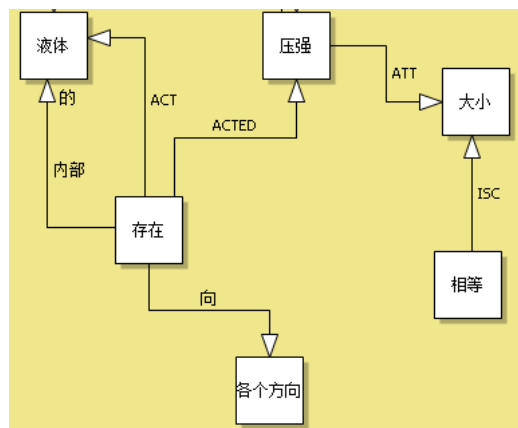 液体
压强
大小
的
ACT
ATT
ACTED
内部
ISC
存在
相等
向
各个方向